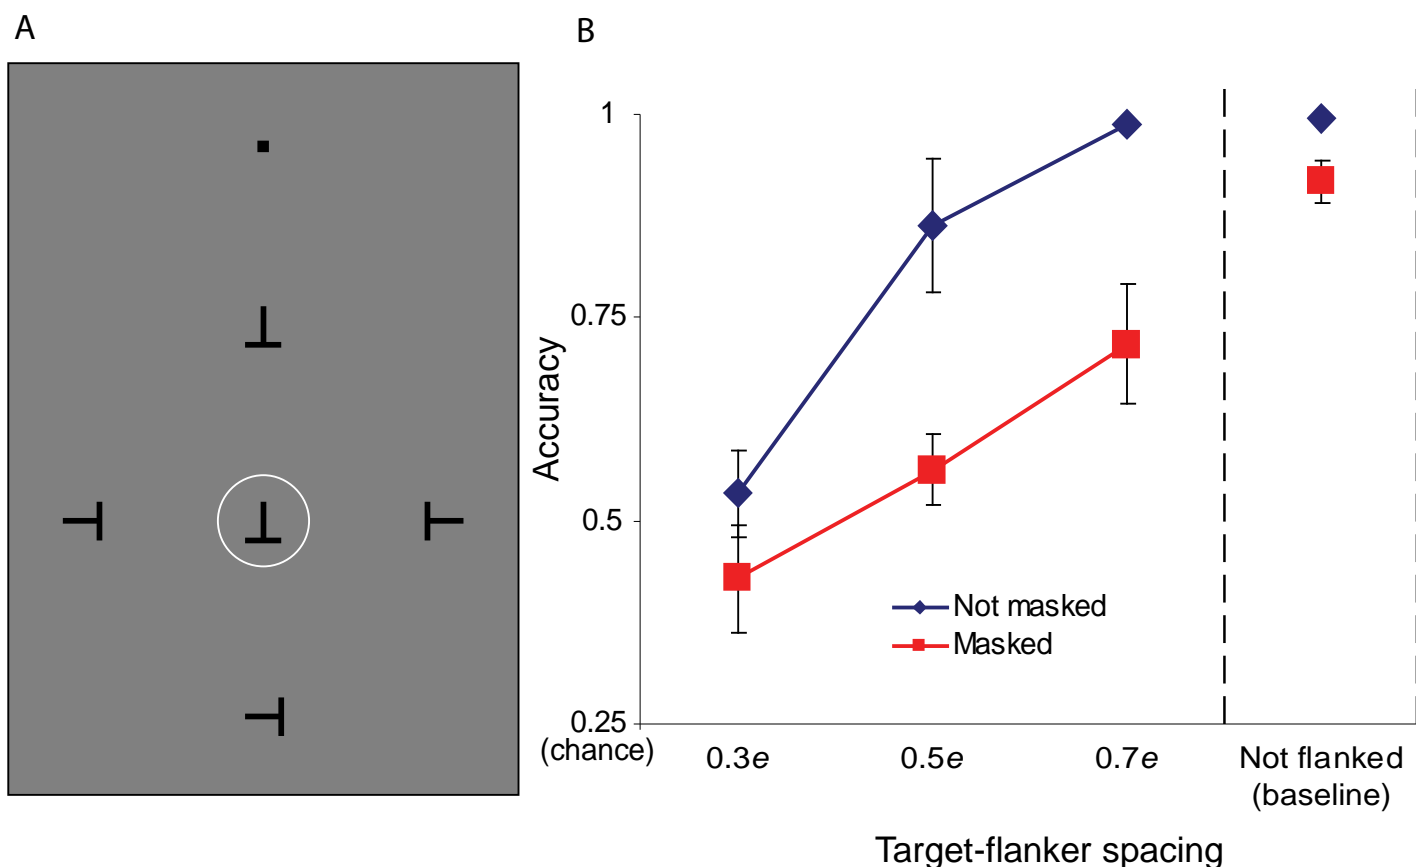 A
B
1
0.75
0.5
0.25
(chance)
Accuracy
Not masked
Masked
0.3e
0.5e
0.7e
Not flanked
(baseline)
Target-flanker spacing